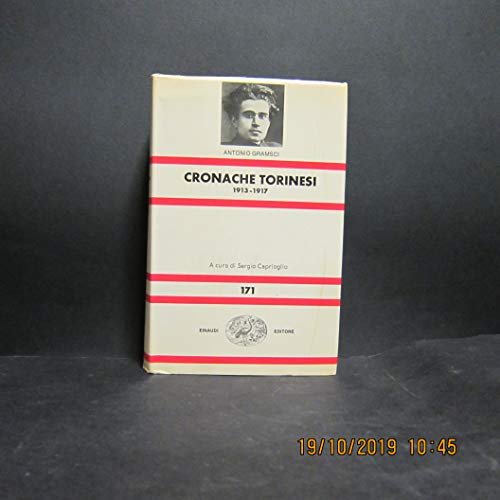 ANTONIO GRAMSCI
CRONACHE TORINESI
1913-1917
A cura di Sergio Caprioglio
171
EINAUDI EDITORE
19/10/2019 10:45